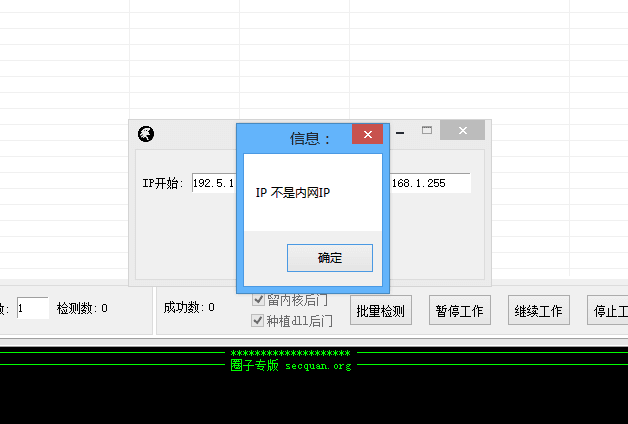 信息：
IP开始: 192.5.1
168.1.255
IP 不是内网IP
确定
1 检测数: 0
成功数: 0
留内核后门
种植dll后门
批量检测
暂停工作
继续工作
停止工
********************
圈子专版 secquan.org